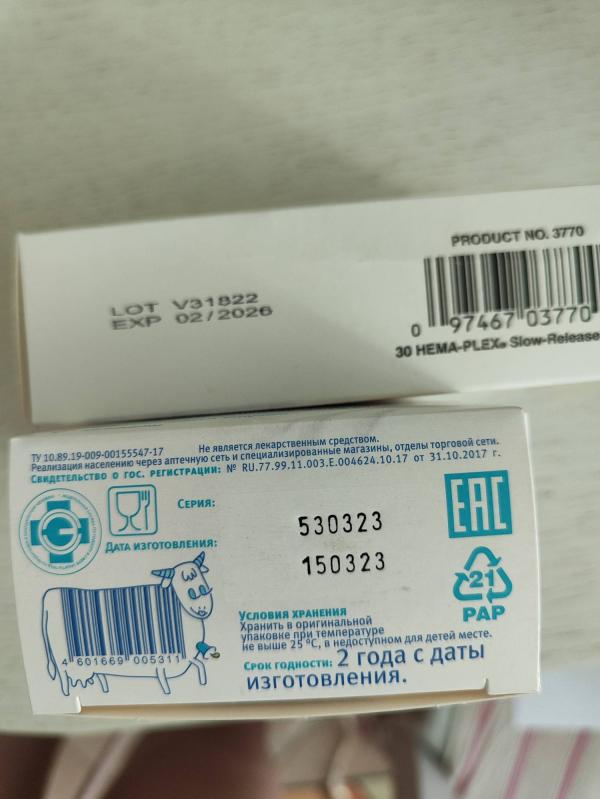 PRODUCT NO. 3770
LOT V31822
EXP 02/2026
0 97467 03770
30 HEMA-PLEX® Slow-Release
ТУ 10.89.19-009-00155547-17 Не является лекарственным средством.
Реализация населению через аптечную сеть и специализированные магазины, отделы торговой сети.
Свидетельство о гос. регистрации: № RU.77.99.11.003.Е.004624.10.17 от 31.10.2017 г.
Серия: 530323
Дата изготовления: 150323
ЕАС
21
PAP
4 601669 005311
Условия хранения
Хранить в оригинальной
упаковке при температуре
не выше 25 °С, в недоступном для детей месте.
Срок годности: 2 года с даты
изготовления.